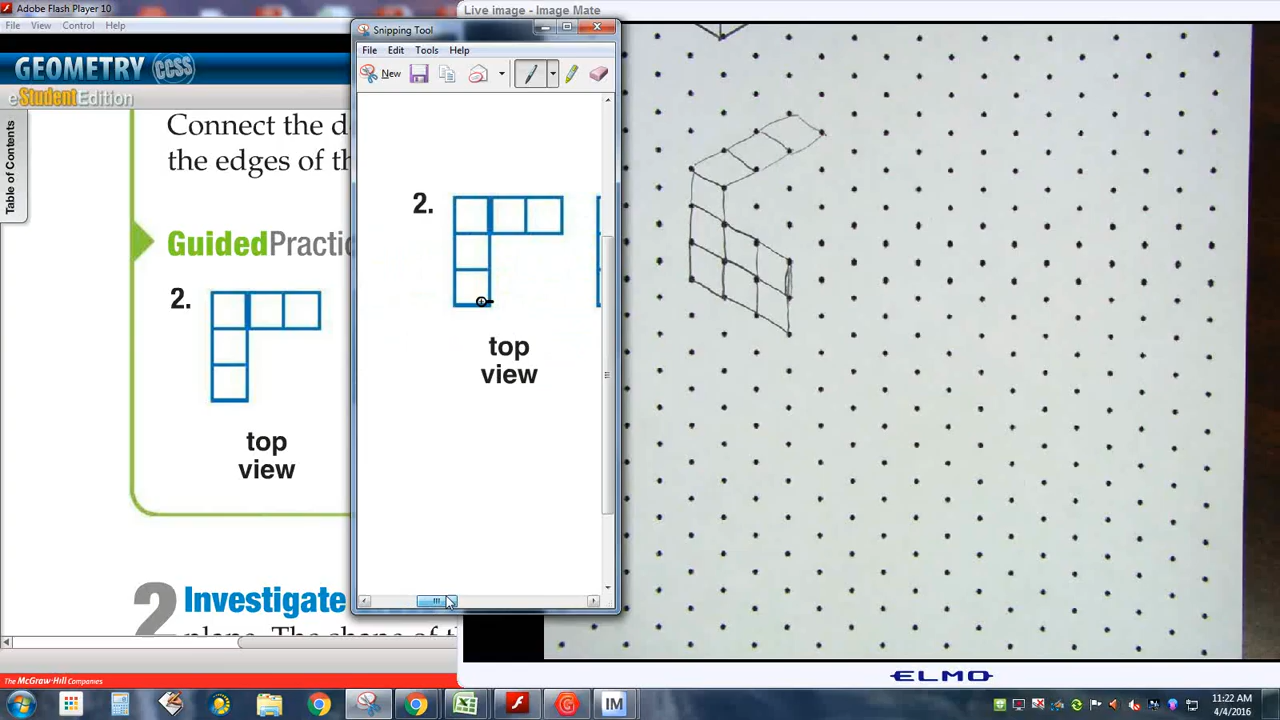 Adobe Flash Player 10
File View Control Help
GEOMETRY CCSS
eStudentEdition
Table of Contents
Connect the d
the edges of th
GuidedPractic
2.
top
view
2 Investigate
The McGraw-Hill Companies
Snipping Tool
File Edit Tools Help
New
2.
top
view
Live image - Image Mate
ELMO
IM
11:22 AM
4/4/2016